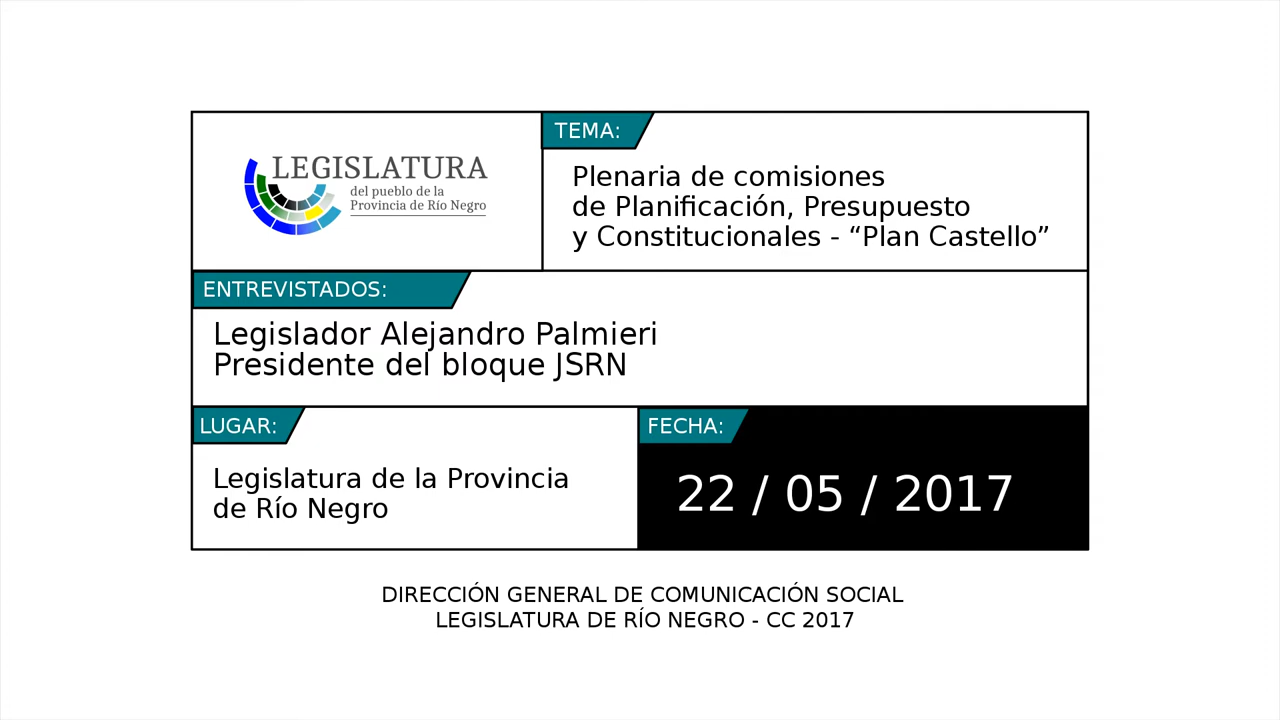 LEGISLATURA
del pueblo de la
Provincia de Río Negro
TEMA:
Plenaria de comisiones
de Planificación, Presupuesto
y Constitucionales - “Plan Castello”
ENTREVISTADOS:
Legislador Alejandro Palmieri
Presidente del bloque JSRN
LUGAR:
Legislatura de la Provincia
de Río Negro
FECHA:
22 / 05 / 2017
DIRECCIÓN GENERAL DE COMUNICACIÓN SOCIAL
LEGISLATURA DE RÍO NEGRO - CC 2017